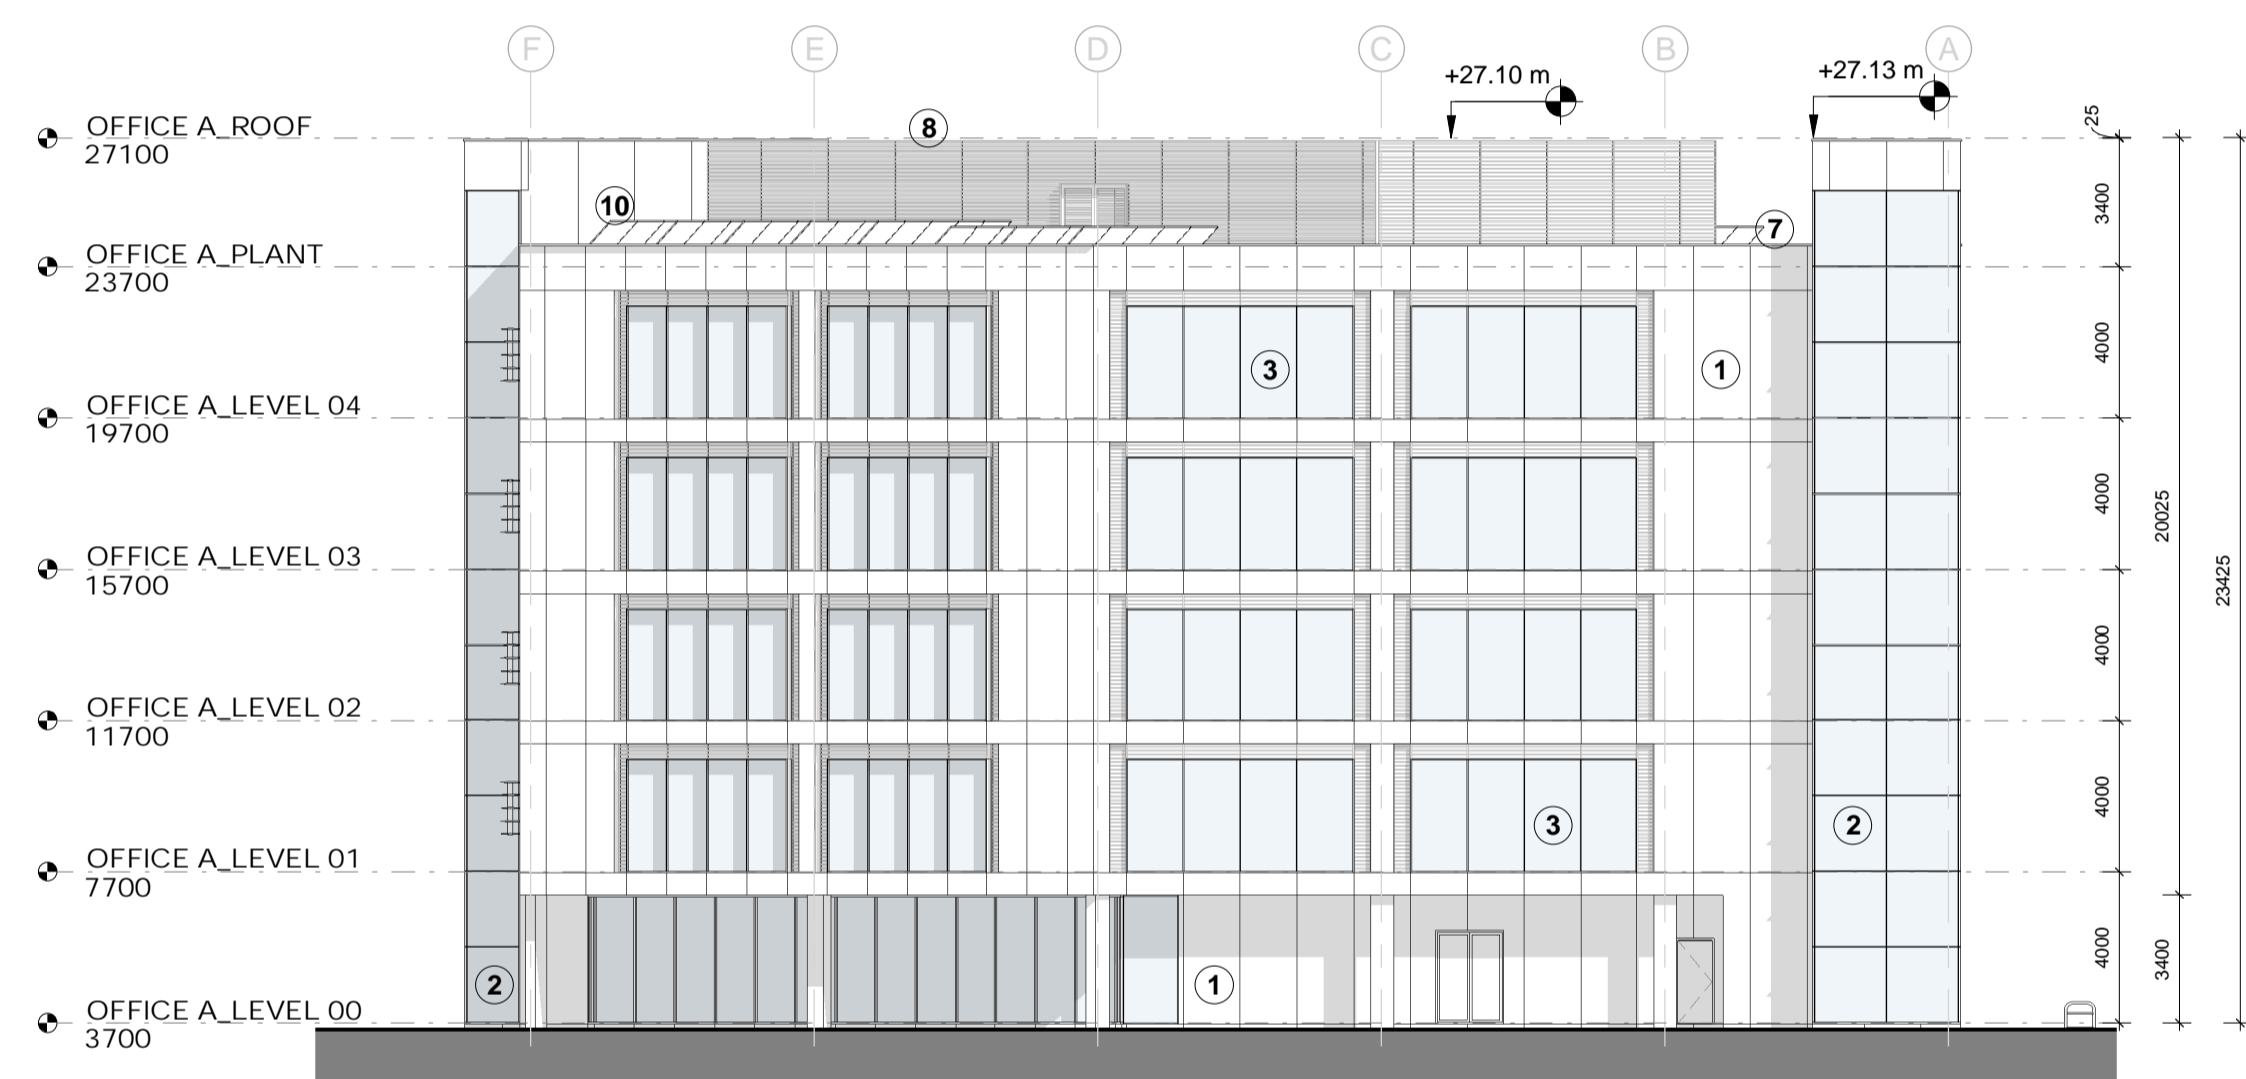 F
E
D
C
B
A
+27.10 m
+27.13 m
OFFICE A_ROOF
27100
8
25
10
7
3400
OFFICE A_PLANT
23700
3
1
4000
OFFICE A_LEVEL 04
19700
4000
20025
OFFICE A_LEVEL 03
15700
23425
4000
OFFICE A_LEVEL 02
11700
3
2
4000
OFFICE A_LEVEL 01
7700
2
1
4000
3400
OFFICE A_LEVEL 00
3700